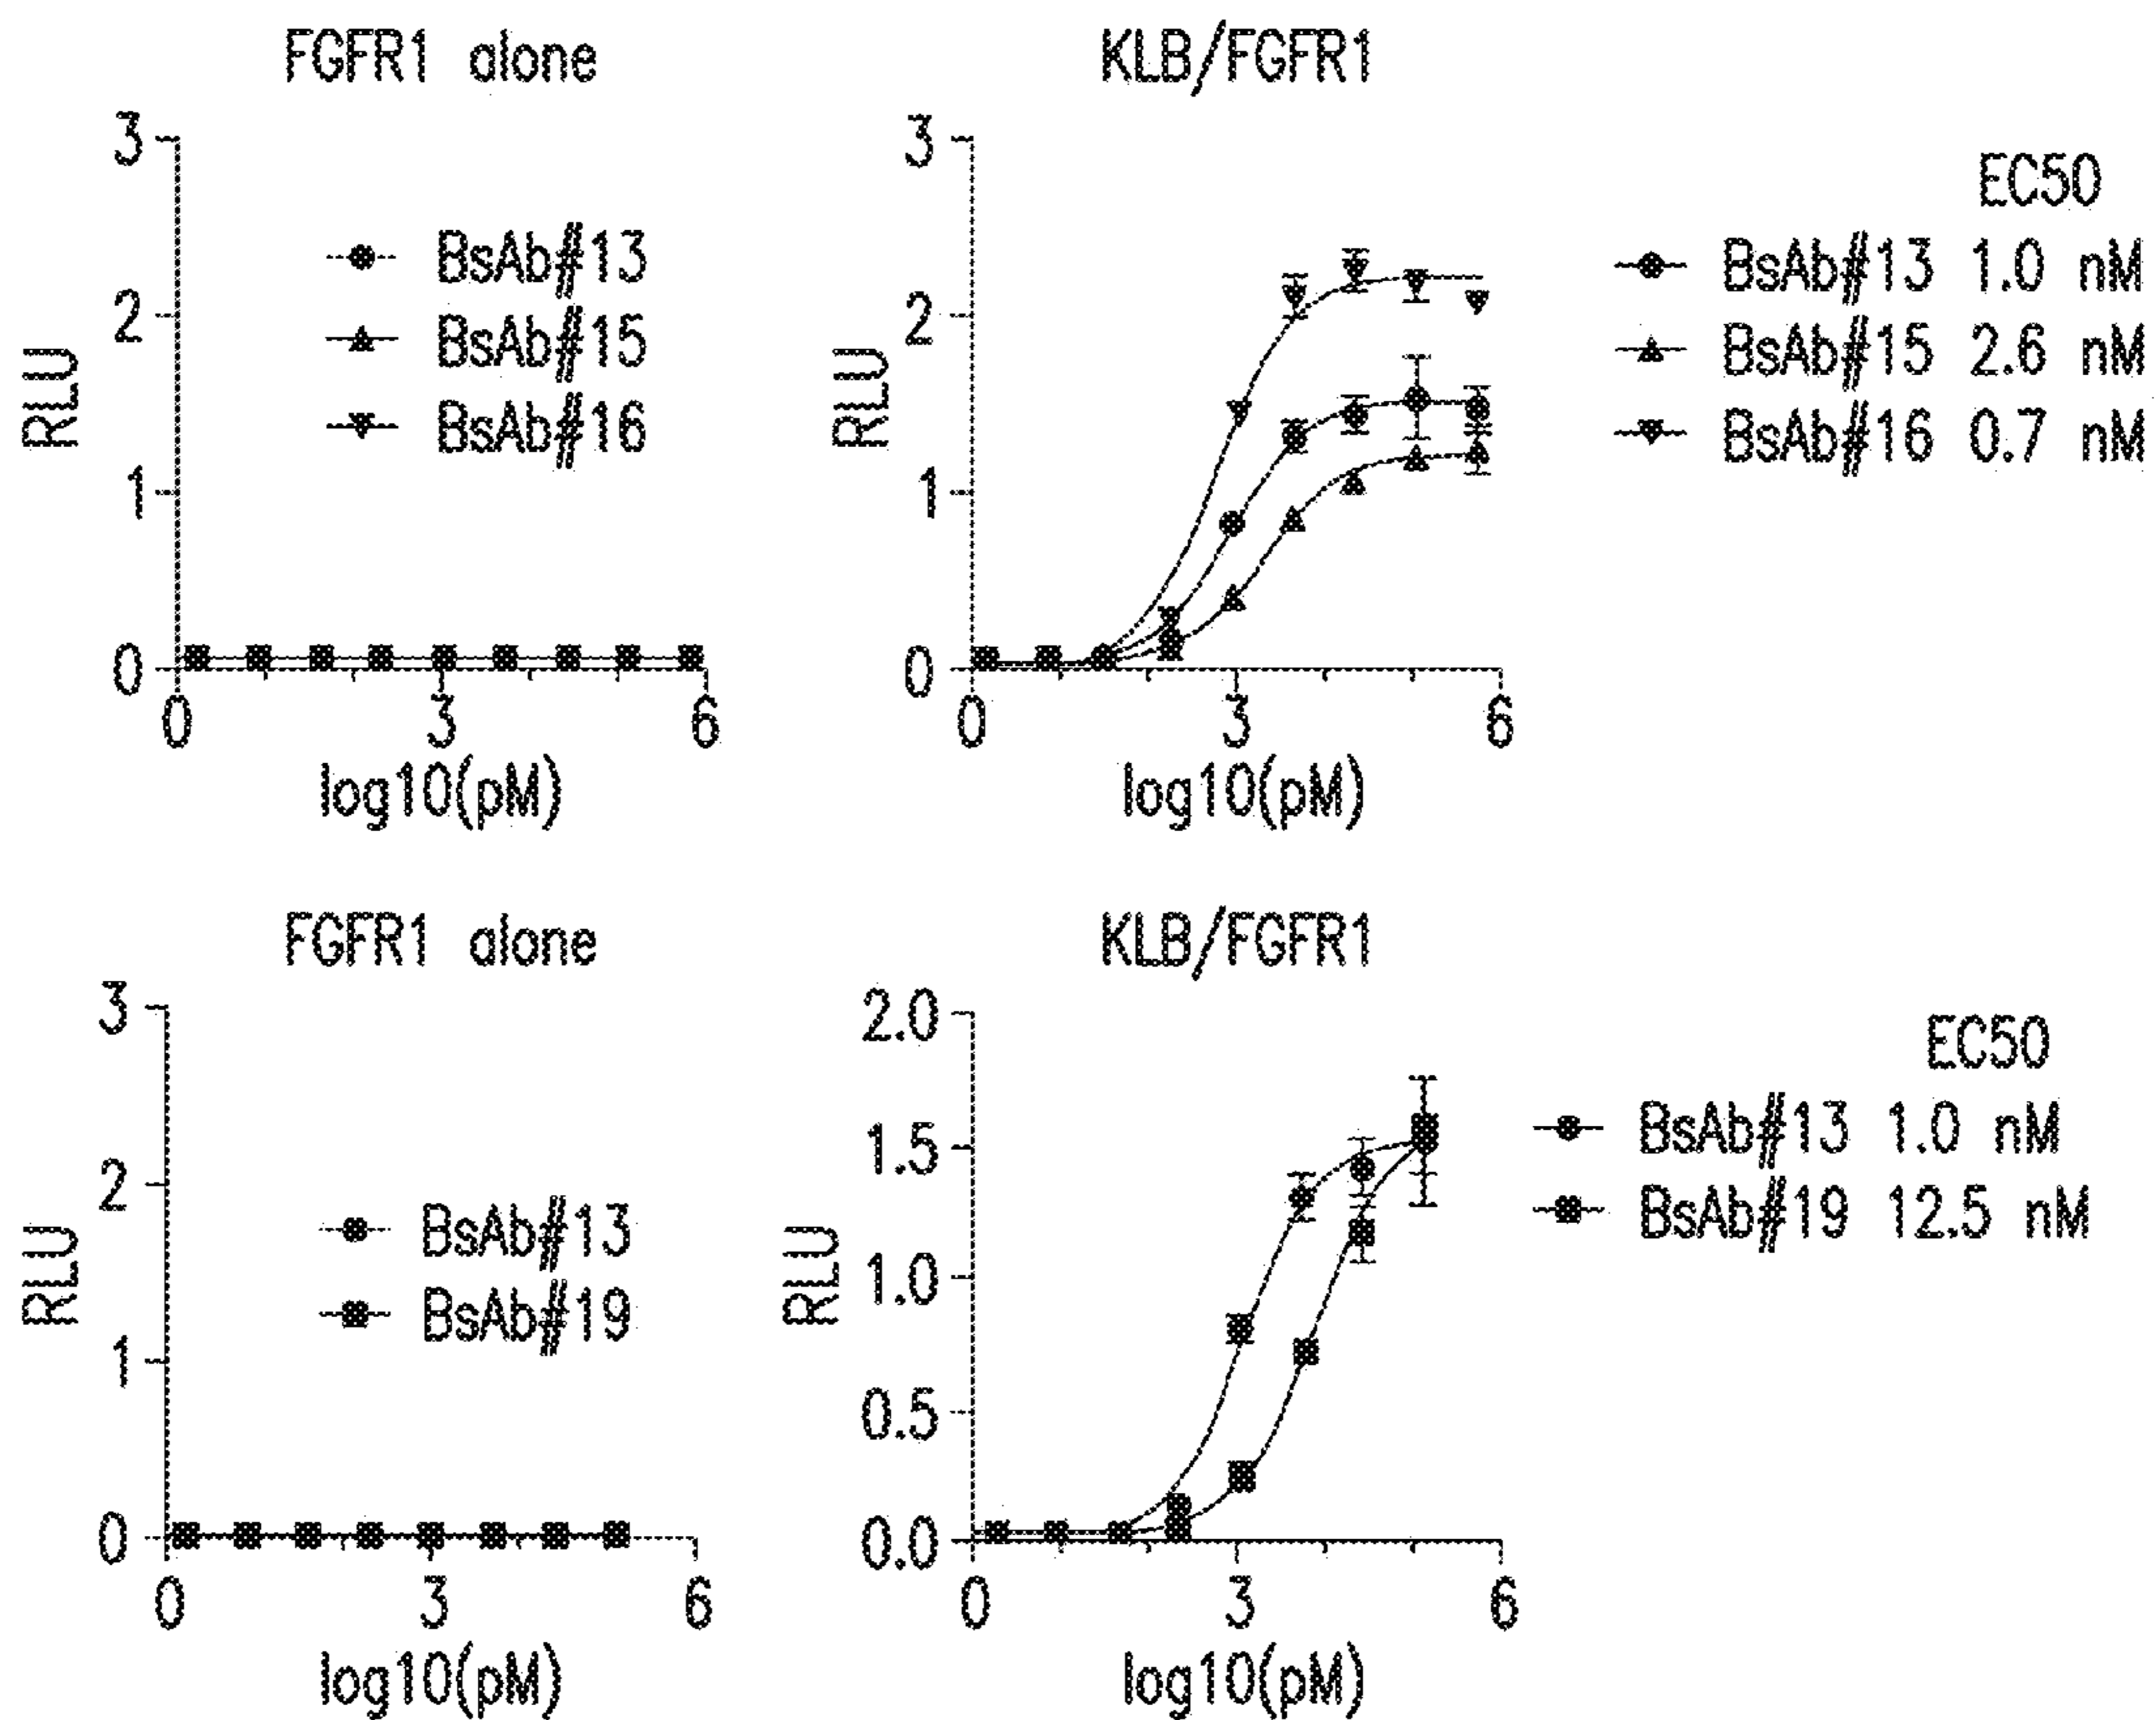 FGFR1 alone
3
2
1
0
RLU
BsAb#13
BsAb#15
BsAb#16
0 3 6
log10(pM)
KLB/FGFR1
3
2
1
0
RLU
0 3 6
log10(pM)
EC50
BsAb#13 1.0 nM
BsAb#15 2.6 nM
BsAb#16 0.7 nM
FGFR1 alone
3
2
1
0
RLU
BsAb#13
BsAb#19
0 3 6
log10(pM)
KLB/FGFR1
2.0
1.5
1.0
0.5
0.0
RLU
0 3 6
log10(pM)
EC50
BsAb#13 1.0 nM
BsAb#19 12.5 nM